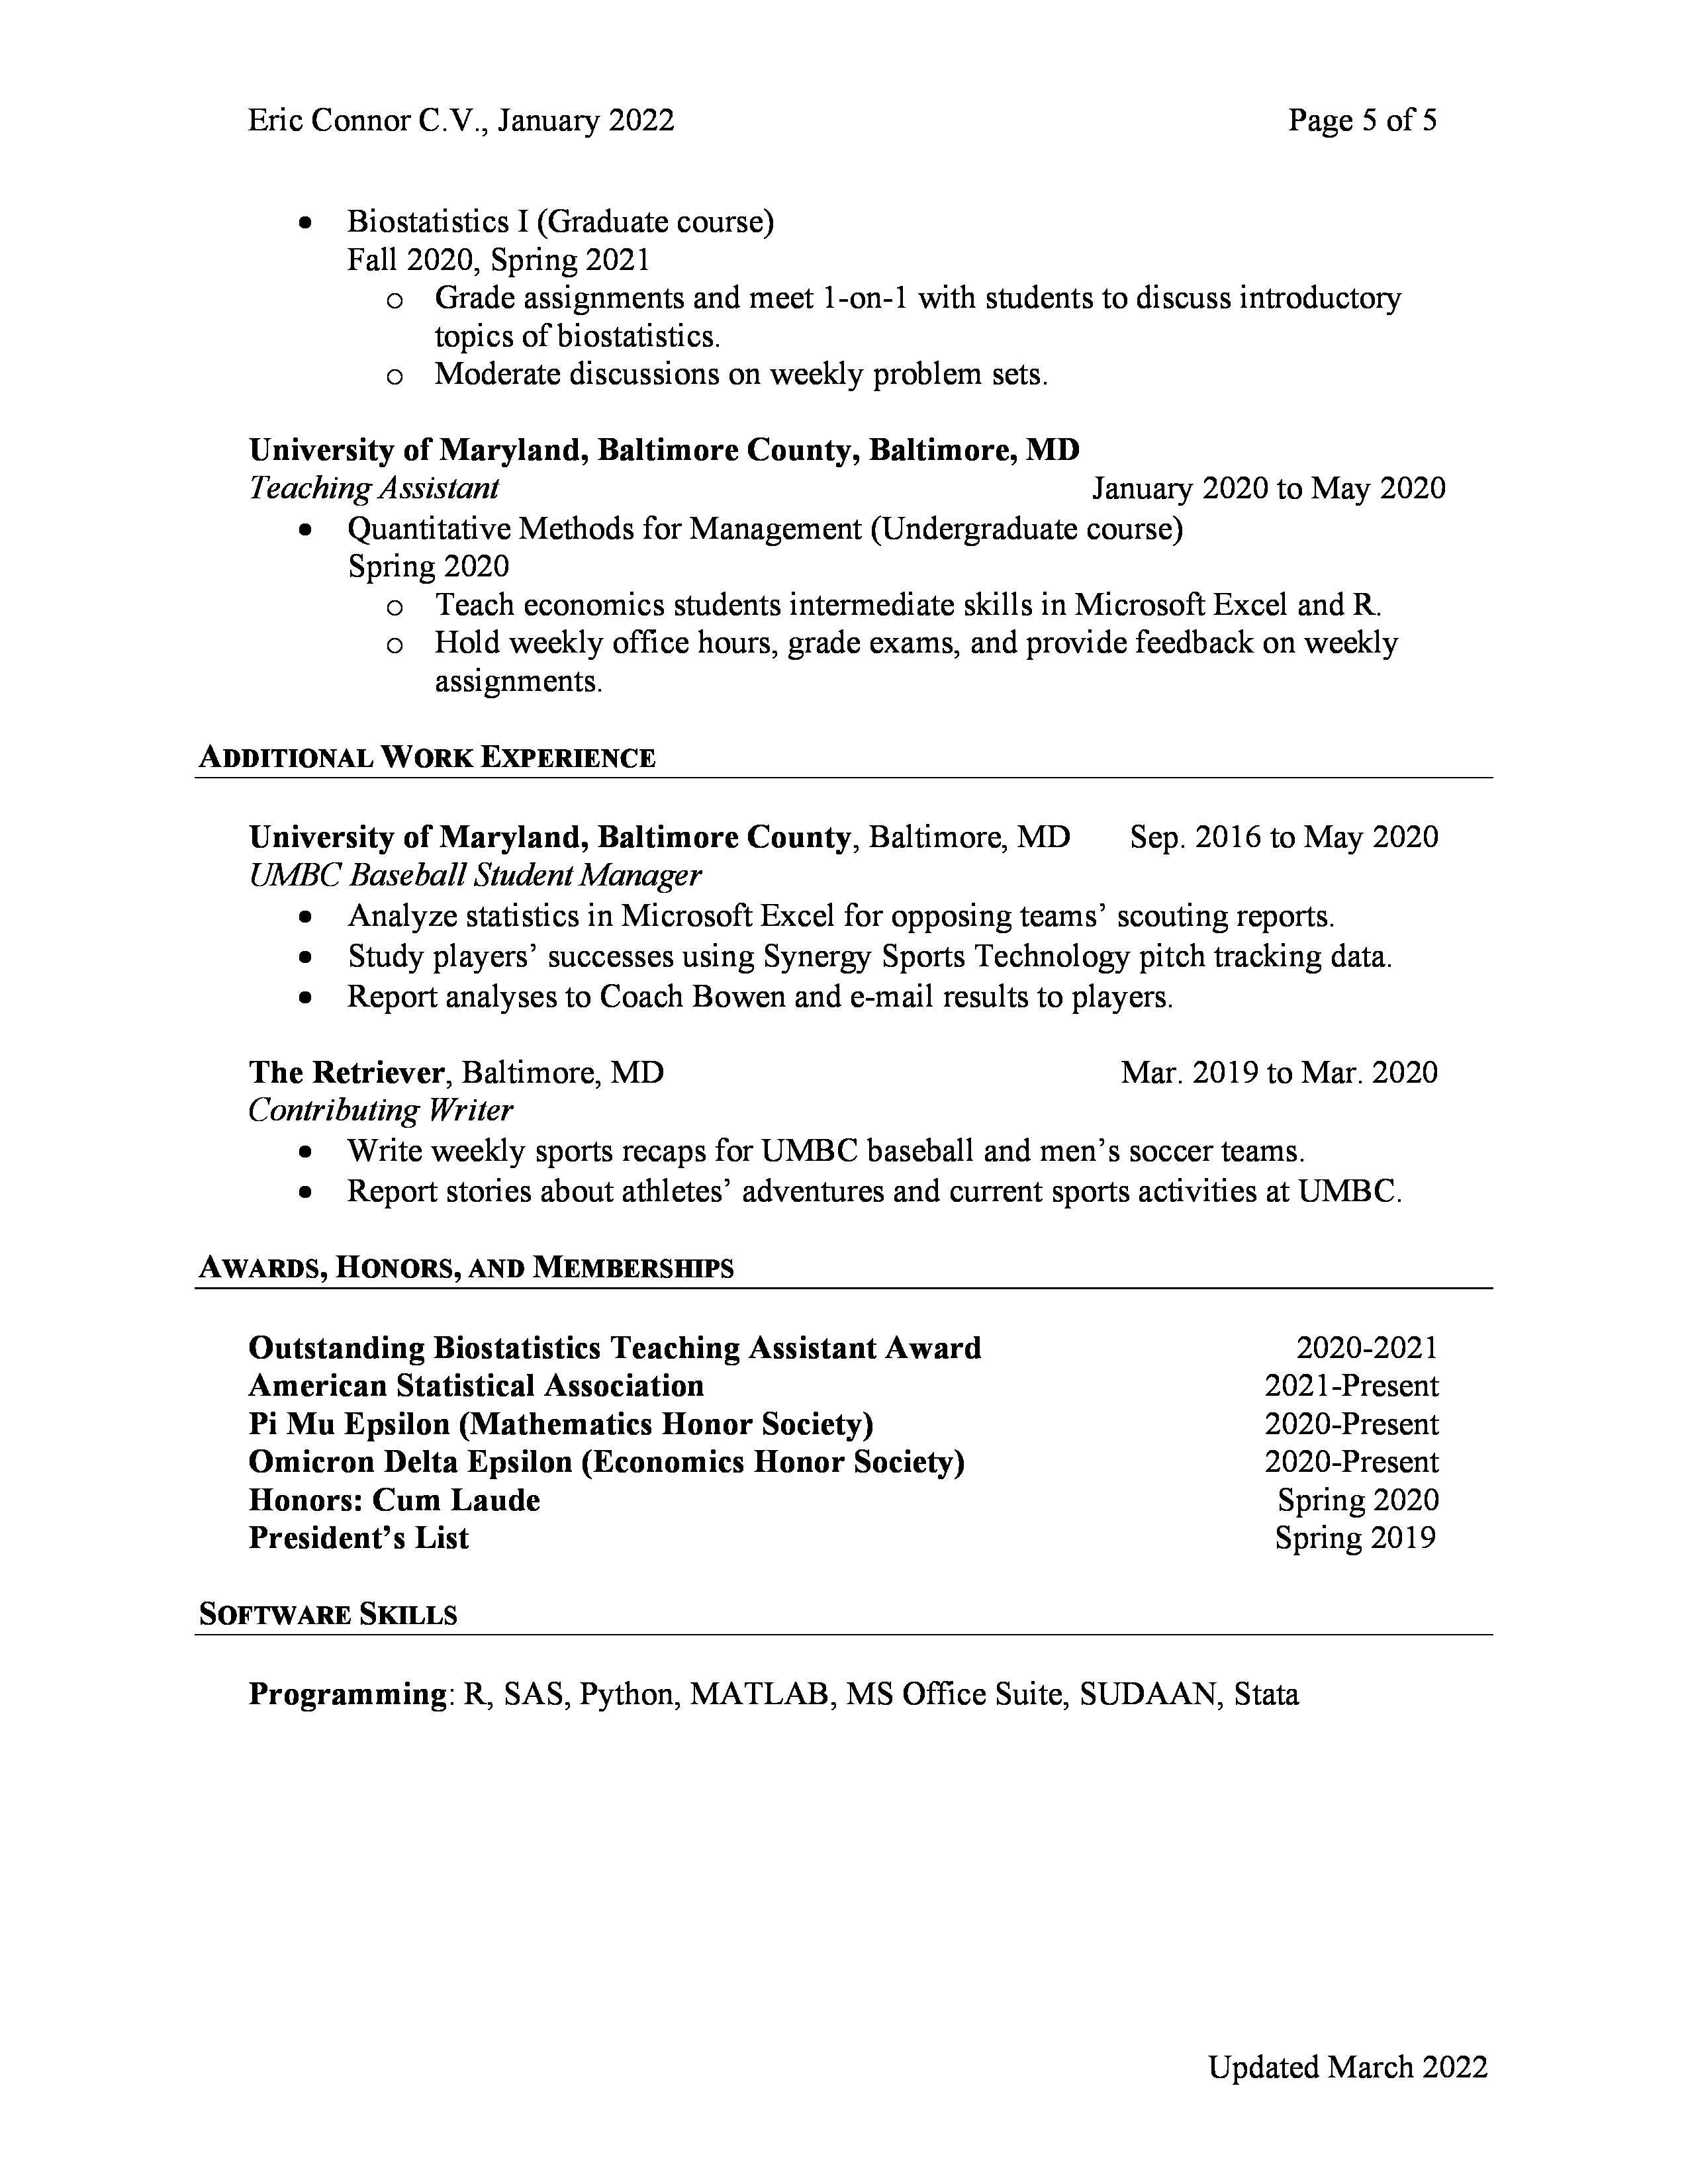 Eric Connor C.V., January 2022 Page 5 of 5
• Biostatistics I (Graduate course)
Fall 2020, Spring 2021
o Grade assignments and meet 1-on-1 with students to discuss introductory
topics of biostatistics.
o Moderate discussions on weekly problem sets.
University of Maryland, Baltimore County, Baltimore, MD
Teaching Assistant January 2020 to May 2020
• Quantitative Methods for Management (Undergraduate course)
Spring 2020
o Teach economics students intermediate skills in Microsoft Excel and R.
o Hold weekly office hours, grade exams, and provide feedback on weekly
assignments.
ADDITIONAL WORK EXPERIENCE
University of Maryland, Baltimore County, Baltimore, MD Sep. 2016 to May 2020
UMBC Baseball Student Manager
• Analyze statistics in Microsoft Excel for opposing teams’ scouting reports.
• Study players’ successes using Synergy Sports Technology pitch tracking data.
• Report analyses to Coach Bowen and e-mail results to players.
The Retriever, Baltimore, MD Mar. 2019 to Mar. 2020
Contributing Writer
• Write weekly sports recaps for UMBC baseball and men’s soccer teams.
• Report stories about athletes’ adventures and current sports activities at UMBC.
AWARDS, HONORS, AND MEMBERSHIPS
Outstanding Biostatistics Teaching Assistant Award 2020-2021
American Statistical Association 2021-Present
Pi Mu Epsilon (Mathematics Honor Society) 2020-Present
Omicron Delta Epsilon (Economics Honor Society) 2020-Present
Honors: Cum Laude Spring 2020
President’s List Spring 2019
SOFTWARE SKILLS
Programming: R, SAS, Python, MATLAB, MS Office Suite, SUDAAN, Stata
Updated March 2022